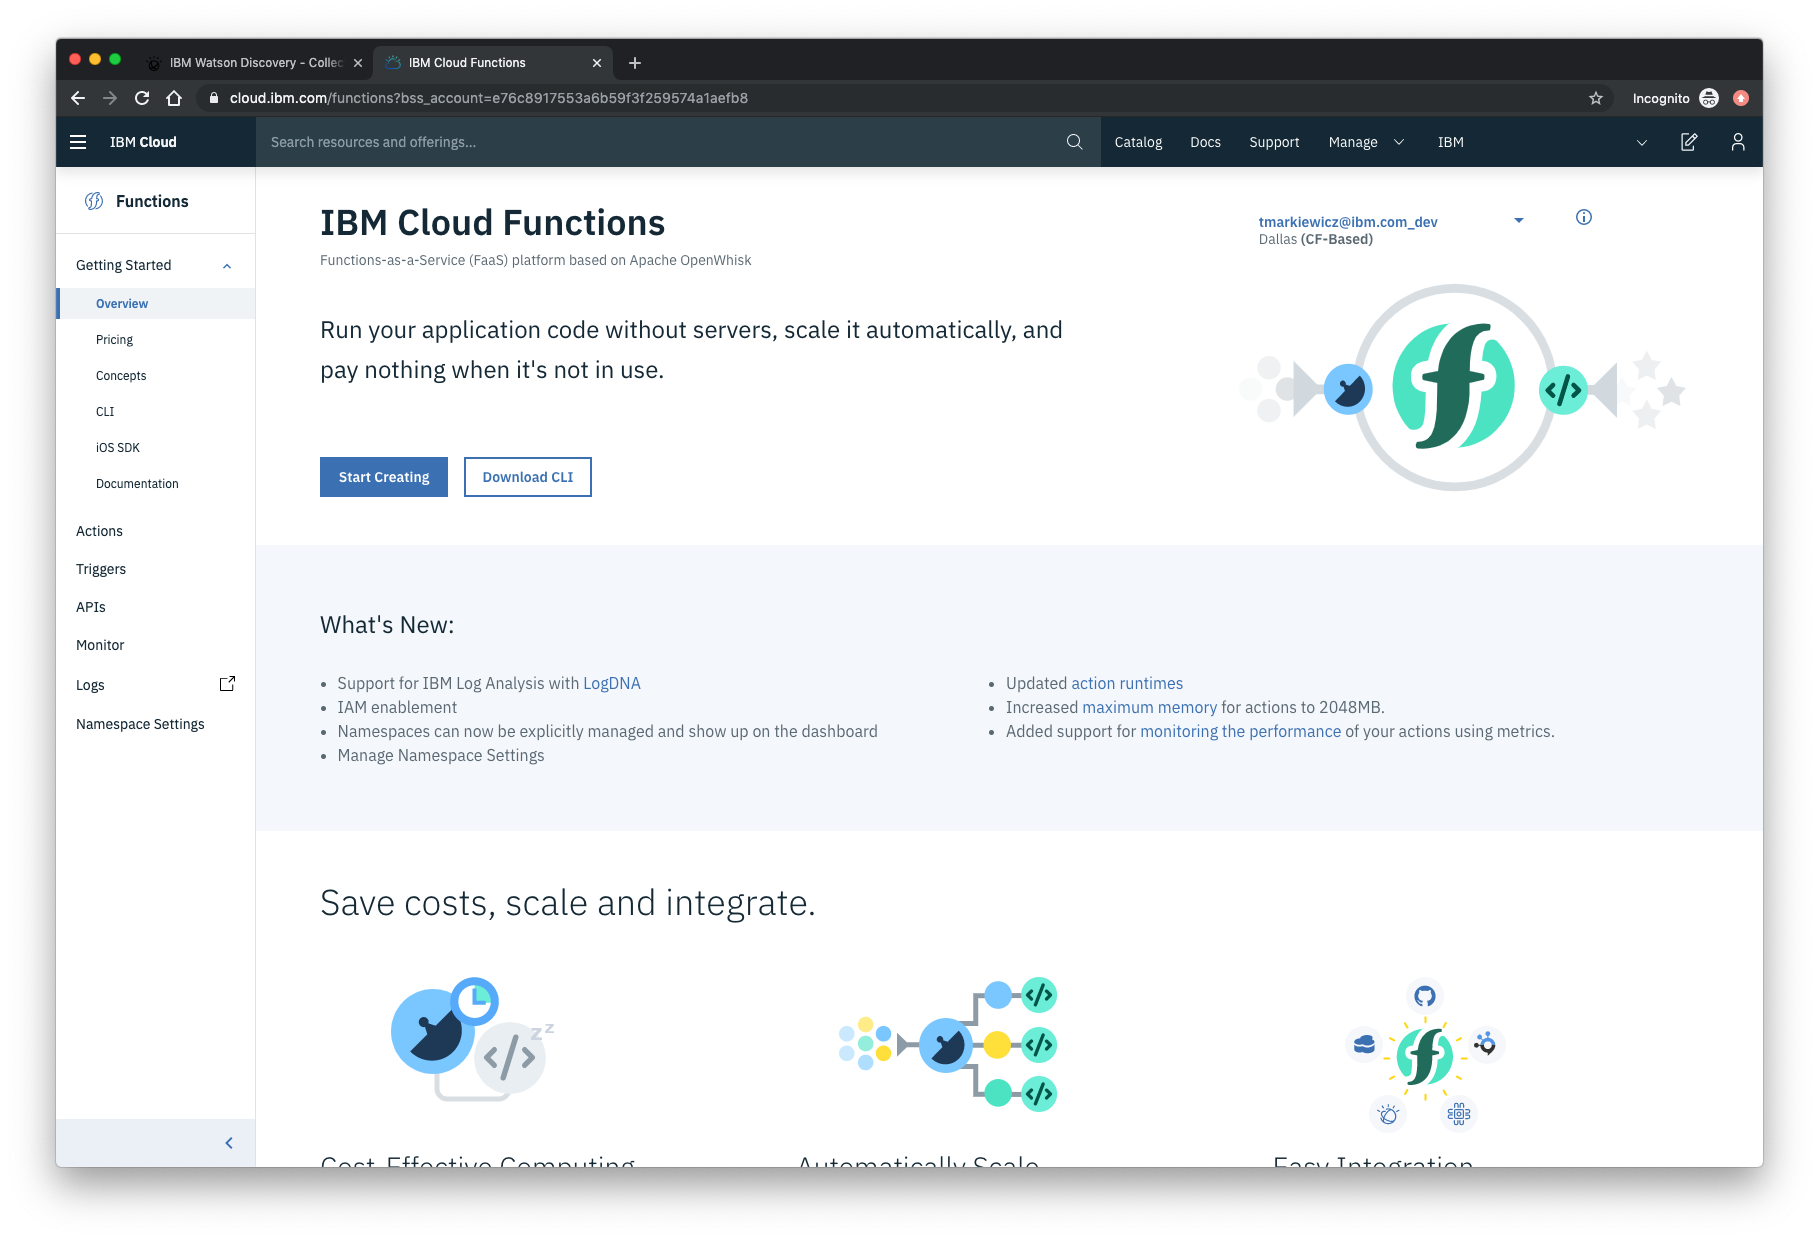 IBM Watson Discovery - Collec
IBM Cloud Functions
cloud.ibm.com/functions?bss_account=e76c8917553a6b59f3f259574a1aefb8
Incognito
IBM Cloud
Search resources and offerings...
Catalog
Docs
Support
Manage
IBM
Functions
Getting Started
Overview
Pricing
Concepts
CLI
iOS SDK
Documentation
Actions
Triggers
APIs
Monitor
Logs
Namespace Settings
IBM Cloud Functions
Functions-as-a-Service (FaaS) platform based on Apache OpenWhisk
tmarkiewicz@ibm.com_dev
Dallas (CF-Based)
Run your application code without servers, scale it automatically, and
pay nothing when it's not in use.
Start Creating
Download CLI
What's New:
• Support for IBM Log Analysis with LogDNA
• IAM enablement
• Namespaces can now be explicitly managed and show up on the dashboard
• Manage Namespace Settings
• Updated action runtimes
• Increased maximum memory for actions to 2048MB.
• Added support for monitoring the performance of your actions using metrics.
Save costs, scale and integrate.
z z
Cost-Effective Computing
Automatically Scale
Easy Integration